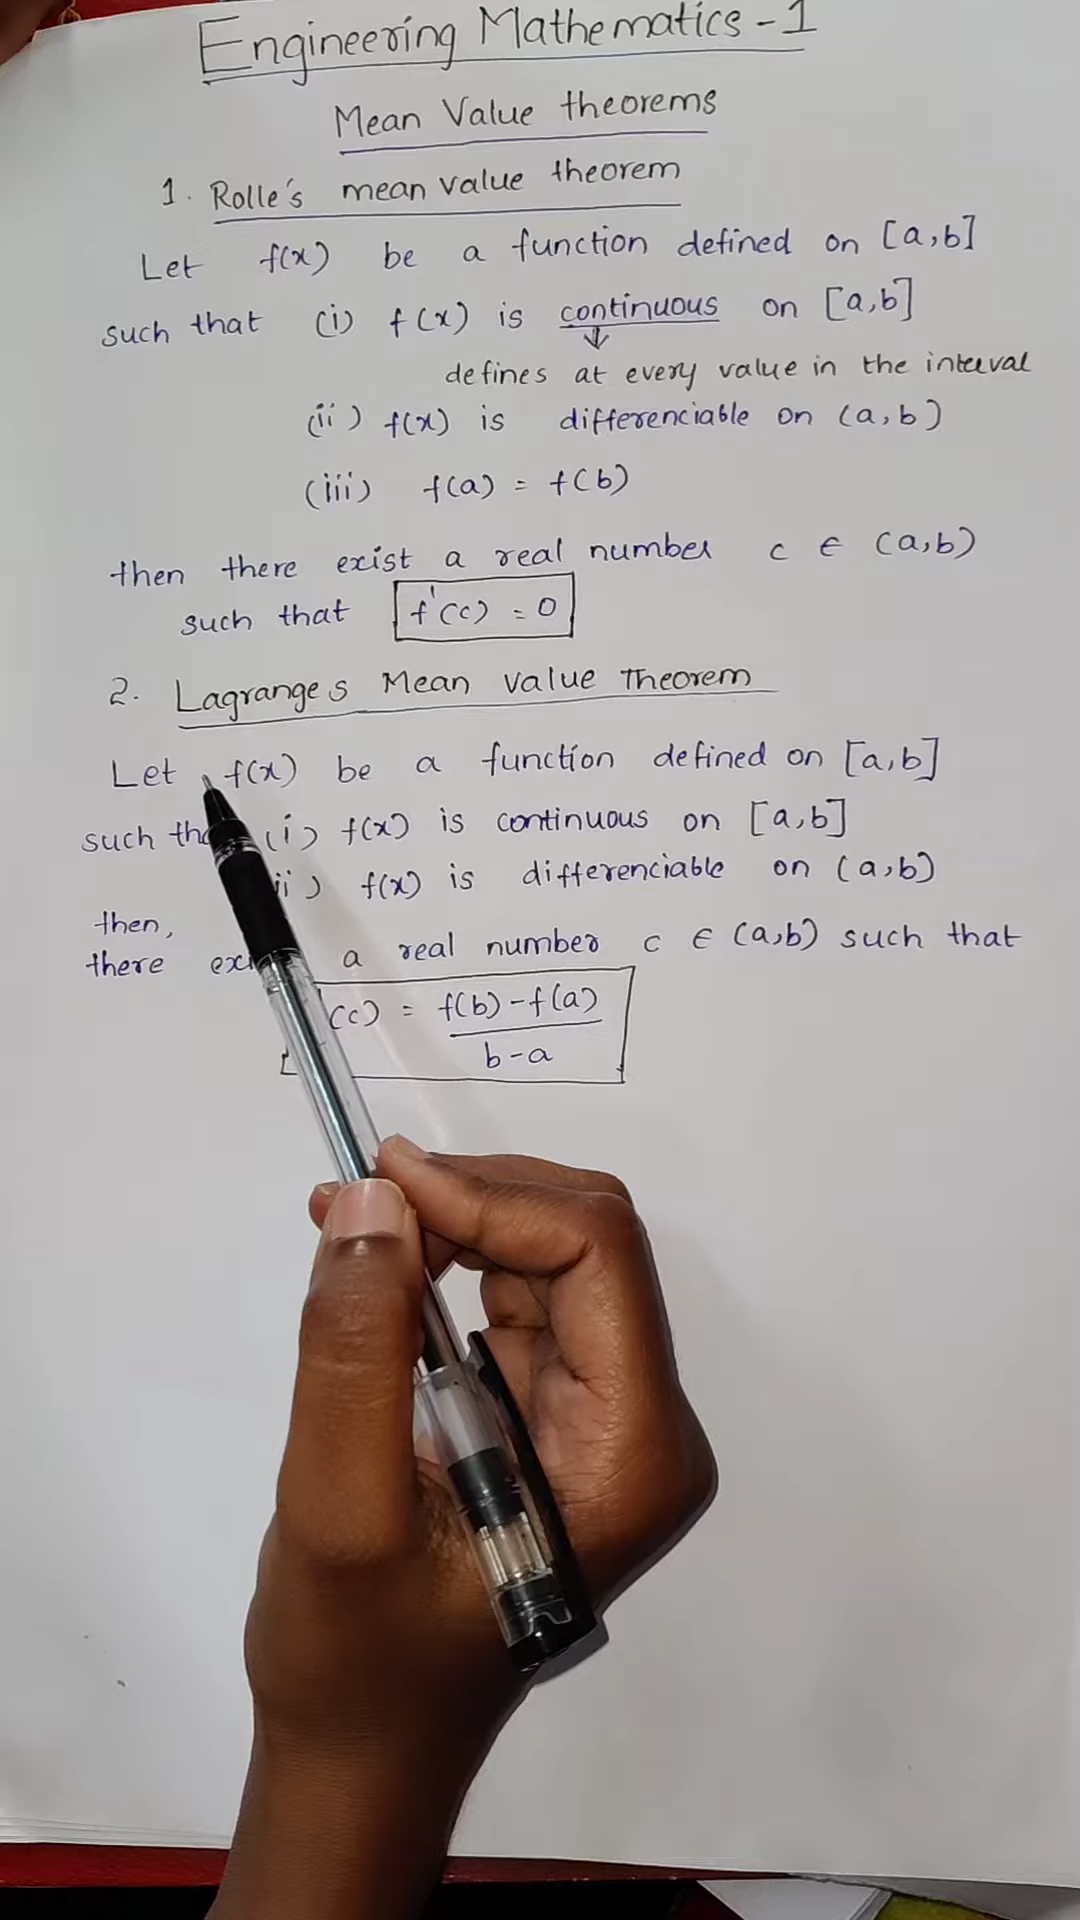 Engineering Mathematics - 1
Mean Value theorems
1. Rolle's mean value theorem
Let f(x) be a function defined on [a,b]
such that (i) f(x) is continuous on [a,b]
defines at every value in the interval
(ii) f(x) is differenciable on (a,b)
(iii) f(a) = f(b)
then there exist a real number c ∈ (a,b)
such that f'(c) = 0
2. Lagranges Mean value Theorem
Let f(x) be a function defined on [a,b]
such (i) f(x) is continuous on [a,b]
f(x) is differenciable on (a,b)
then,
there a real number c ∈ (a,b) such that
(c) = f(b) - f(a)
b - a